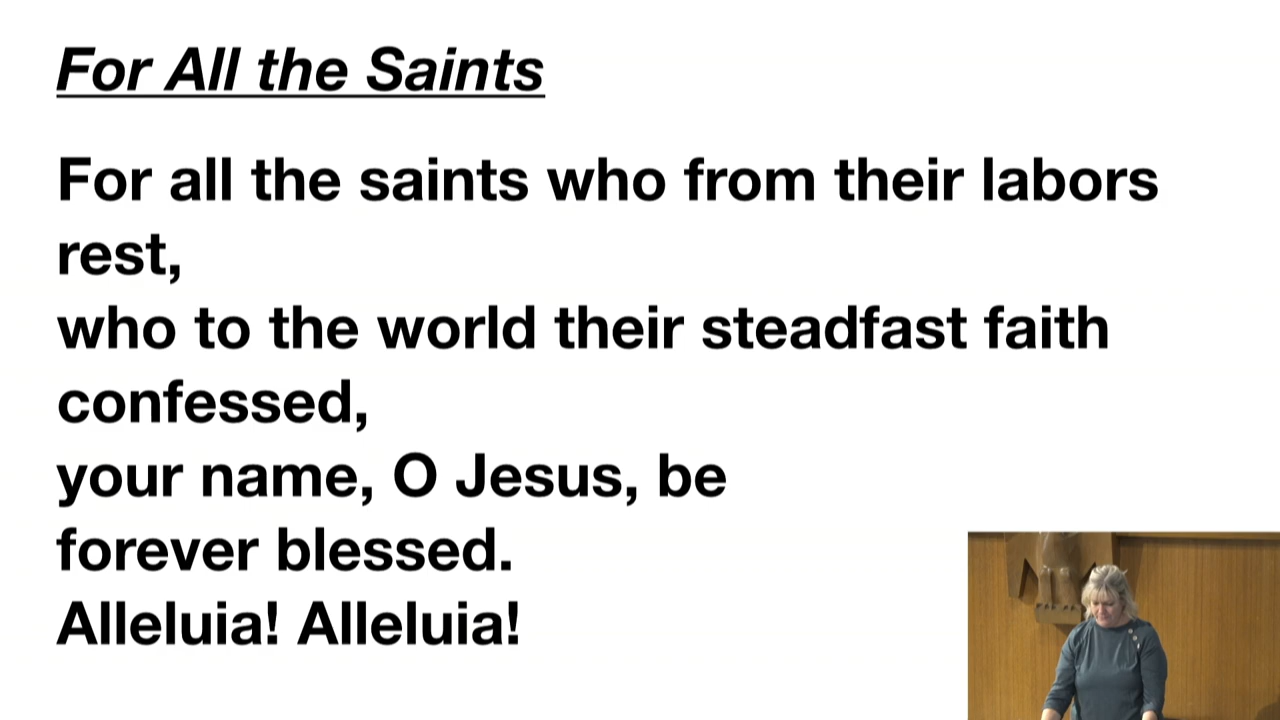 For All the Saints
For all the saints who from their labors
rest,
who to the world their steadfast faith
confessed,
your name, O Jesus, be
forever blessed.
Alleluia! Alleluia!